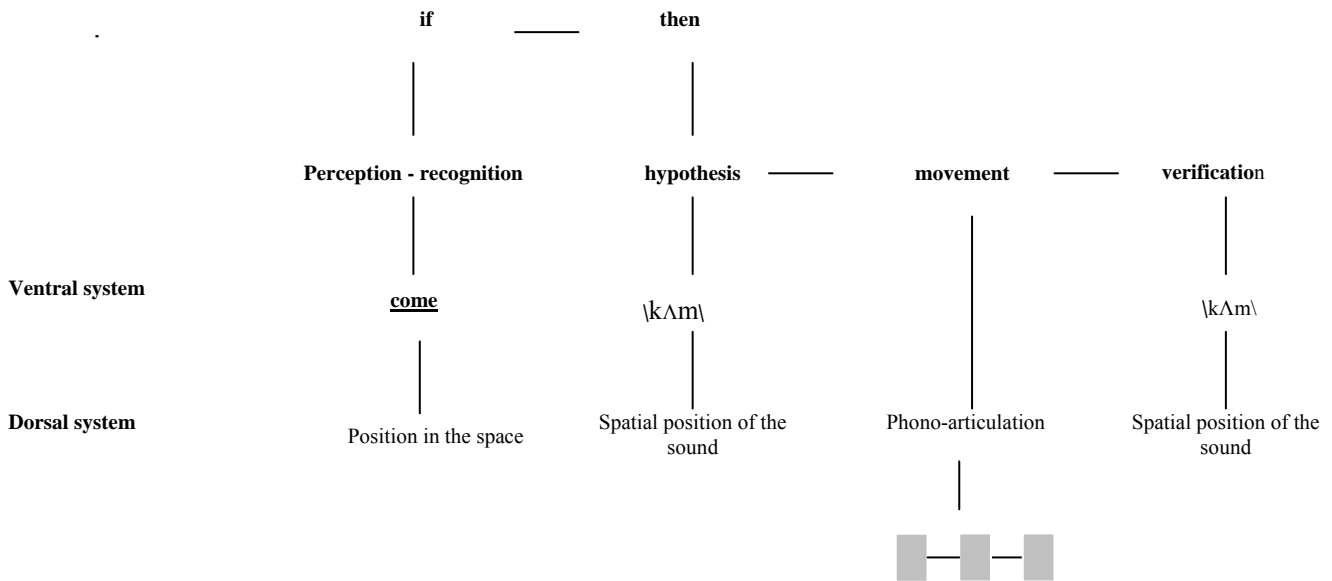 if then
.
Perception - recognition hypothesis movement verification
Ventral system come \kΛm\ \kΛm\
Dorsal system Position in the space Spatial position of the Phono-articulation Spatial position of the
sound sound